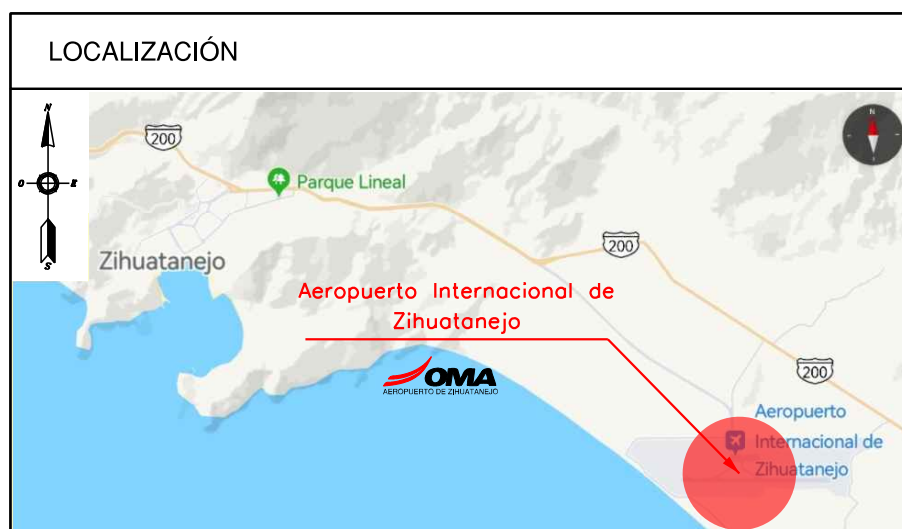 LOCALIZACIÓN
N
O
E
S
200
Parque Lineal
N
200
Zihuatanejo
Aeropuerto Internacional de
Zihuatanejo
OMA
AEROPUERTO DE ZIHUATANEJO
200
Aeropuerto
Internacional de
Zihuatanejo